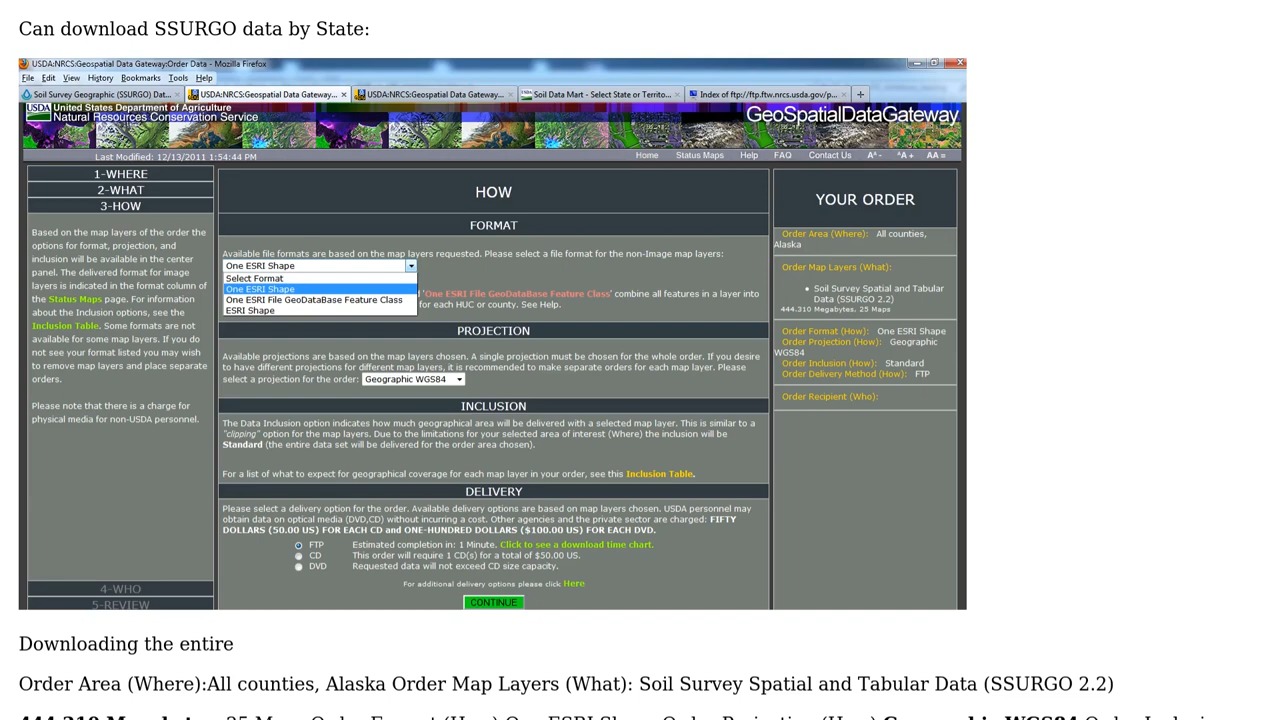 Can download SSURGO data by State:
USDA:NRCS:Geospatial Data Gateway:Order Data - Mozilla Firefox
File Edit View History Bookmarks Tools Help
Soil Survey Geographic (SSURGO) Dat... × USDA:NRCS:Geospatial Data Gateway... × USDA:NRCS:Geospatial Data Gateway... × Soil Data Mart - Select State or Territo... × Index of ftp://ftp.ftw.nrcs.usda.gov/p... × +
USDA United States Department of Agriculture
Natural Resources Conservation Service
GeoSpatialDataGateway
Last Modified: 12/13/2011 1:54:44 PM
Home Status Maps Help FAQ Contact Us Aᴬ - ᴬA + AA =
1-WHERE
2-WHAT
3-HOW
Based on the map layers of the order the
options for format, projection, and
inclusion will be available in the center
panel. The delivered format for image
layers is indicated in the format column of
the Status Maps page. For information
about the Inclusion options, see the
Inclusion Table. Some formats are not
available for some map layers. If you do
not see your format listed you may wish
to remove map layers and place separate
orders.
Please note that there is a charge for
physical media for non-USDA personnel.
4-WHO
5-REVIEW
HOW
FORMAT
Available file formats are based on the map layers requested. Please select a file format for the non-Image map layers:
One ESRI Shape
Select Format
One ESRI Shape
One ESRI File GeoDataBase Feature Class
ESRI Shape
'One ESRI File GeoDataBase Feature Class' combine all features in a layer into
for each HUC or county. See Help.
PROJECTION
Available projections are based on the map layers chosen. A single projection must be chosen for the whole order. If you desire
to have different projections for different map layers, it is recommended to make separate orders for each map layer. Please
select a projection for the order: Geographic WGS84
INCLUSION
The Data Inclusion option indicates how much geographical area will be delivered with a selected map layer. This is similar to a
"clipping" option for the map layers. Due to the limitations for your selected area of interest (Where) the inclusion will be
Standard (the entire data set will be delivered for the order area chosen).
For a list of what to expect for geographical coverage for each map layer in your order, see this Inclusion Table.
DELIVERY
Please select a delivery option for the order. Available delivery options are based on map layers chosen. USDA personnel may
obtain data on optical media (DVD,CD) without incurring a cost. Other agencies and the private sector are charged: FIFTY
DOLLARS (50.00 US) FOR EACH CD and ONE-HUNDRED DOLLARS ($100.00 US) FOR EACH DVD.
FTP Estimated completion in: 1 Minute. Click to see a download time chart.
CD This order will require 1 CD(s) for a total of $50.00 US.
DVD Requested data will not exceed CD size capacity.
For additional delivery options please click Here
CONTINUE
YOUR ORDER
Order Area (Where): All counties,
Alaska
Order Map Layers (What):
• Soil Survey Spatial and Tabular
Data (SSURGO 2.2)
444.310 Megabytes, 25 Maps
Order Format (How): One ESRI Shape
Order Projection (How): Geographic
WGS84
Order Inclusion (How): Standard
Order Delivery Method (How): FTP
Order Recipient (Who):
Downloading the entire
Order Area (Where):All counties, Alaska Order Map Layers (What): Soil Survey Spatial and Tabular Data (SSURGO 2.2)